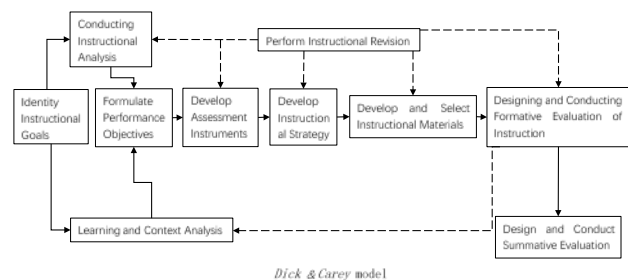 Conducting
Instructional
Analysis
Perform Instructional Revision
Identity
Instructional
Goals
Formulate
Performance
Objectives
Develop
Assessment
Instruments
Develop
Instruction
al Strategy
Develop and Select
Instructional Materials
Designing and Conducting
Formative Evaluation of
Instruction
Learning and Context Analysis
Design and Conduct
Summative Evaluation
Dick & Carey model